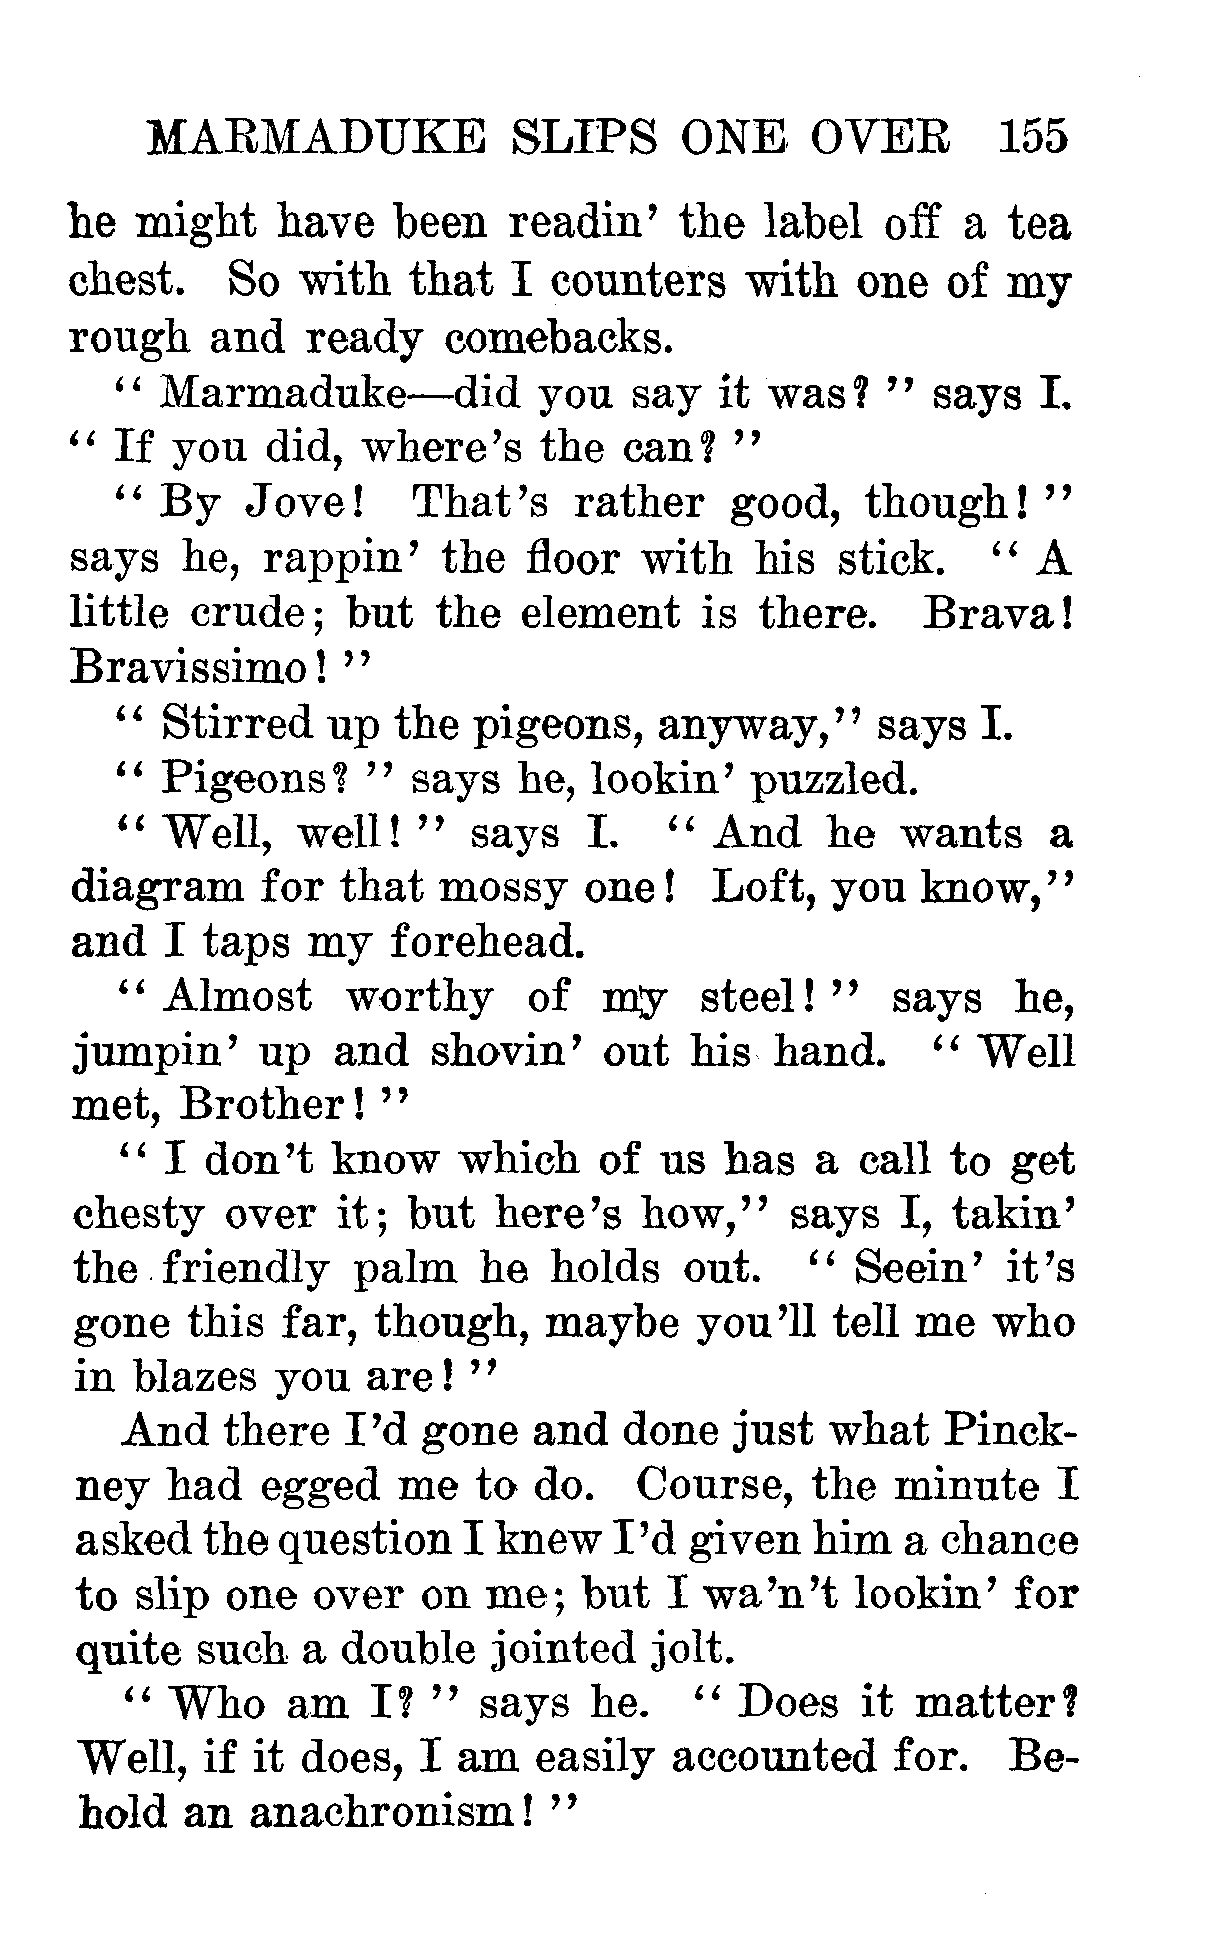 MARMADUKE SLIPS ONE OVER 155
he might have been readin' the label off a tea
chest. So with that I counters with one of my
rough and ready comebacks.
“ Marmaduke—did you say it was? ” says I.
“ If you did, where's the can? ”
“ By Jove! That's rather good, though! ”
says he, rappin' the floor with his stick. “ A
little crude; but the element is there. Brava!
Bravissimo! ”
“ Stirred up the pigeons, anyway,” says I.
“ Pigeons? ” says he, lookin' puzzled.
“ Well, well! ” says I. “ And he wants a
diagram for that mossy one! Loft, you know,”
and I taps my forehead.
“ Almost worthy of my steel! ” says he,
jumpin' up and shovin' out his hand. “ Well
met, Brother! ”
“ I don't know which of us has a call to get
chesty over it; but here's how,” says I, takin'
the friendly palm he holds out. “ Seein' it's
gone this far, though, maybe you'll tell me who
in blazes you are! ”
And there I'd gone and done just what Pinck-
ney had egged me to do. Course, the minute I
asked the question I knew I'd given him a chance
to slip one over on me; but I wa'n't lookin' for
quite such a double jointed jolt.
“ Who am I? ” says he. “ Does it matter?
Well, if it does, I am easily accounted for. Be-
hold an anachronism! ”